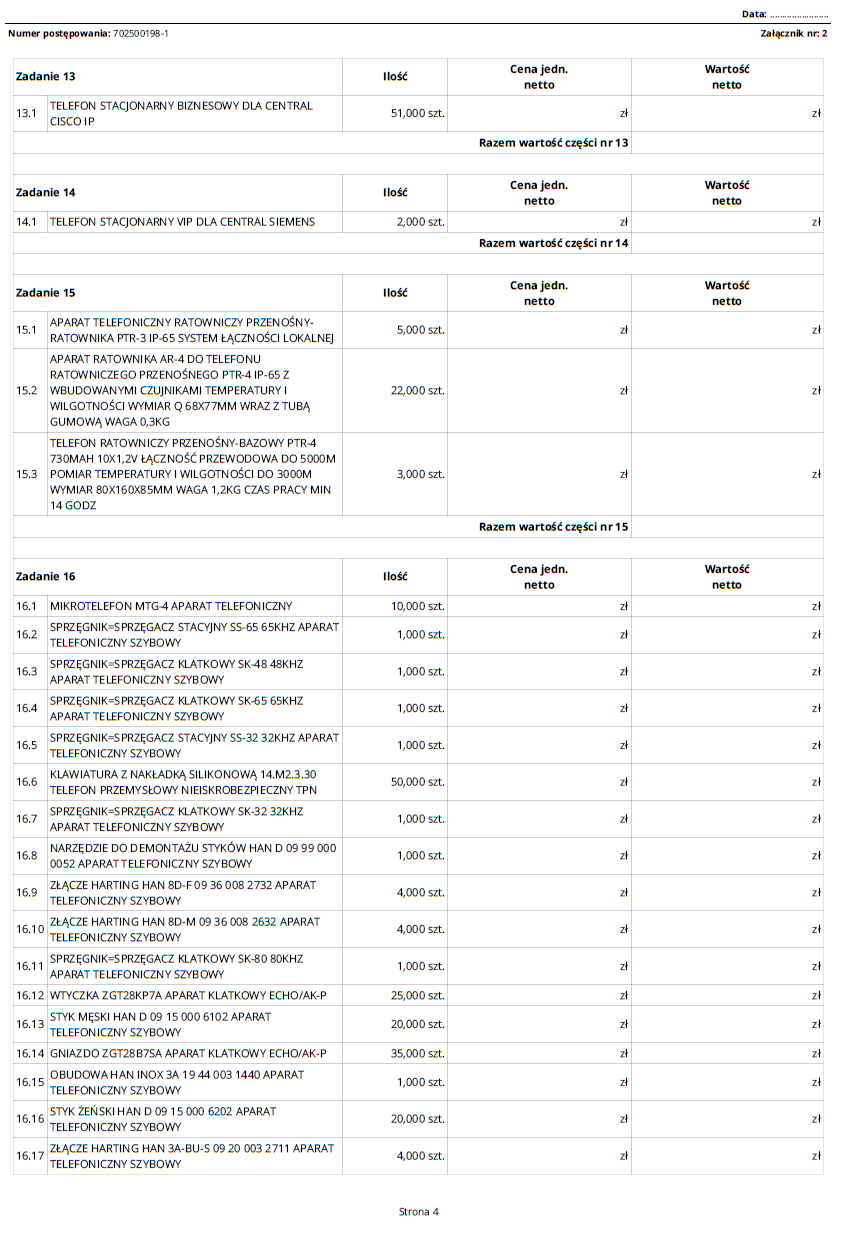 Data: ........................
Numer postępowania: 702500198-1 Załącznik nr: 2
Zadanie 13 Ilość Cena jedn. netto Wartość netto
13.1 TELEFON STACJONARNY BIZNESOWY DLA CENTRAL
CISCO IP 51,000 szt. zł zł
Razem wartość części nr 13
Zadanie 14 Ilość Cena jedn. netto Wartość netto
14.1 TELEFON STACJONARNY VIP DLA CENTRAL SIEMENS 2,000 szt. zł zł
Razem wartość części nr 14
Zadanie 15 Ilość Cena jedn. netto Wartość netto
15.1 APARAT TELEFONICZNY RATOWNICZY PRZENOŚNY-
RATOWNIKA PTR-3 IP-65 SYSTEM ŁĄCZNOŚCI LOKALNEJ 5,000 szt. zł zł
15.2 APARAT RATOWNIKA AR-4 DO TELEFONU
RATOWNICZEGO PRZENOŚNEGO PTR-4 IP-65 Z
WBUDOWANYMI CZUJNIKAMI TEMPERATURY I
WILGOTNOŚCI WYMIAR Q 68X77MM WRAZ Z TUBĄ
GUMOWĄ WAGA 0,3KG 22,000 szt. zł zł
15.3 TELEFON RATOWNICZY PRZENOŚNY-BAZOWY PTR-4
730MAH 10X1,2V ŁĄCZNOŚĆ PRZEWODOWA DO 5000M
POMIAR TEMPERATURY I WILGOTNOŚCI DO 3000M
WYMIAR 80X160X85MM WAGA 1,2KG CZAS PRACY MIN
14 GODZ 3,000 szt. zł zł
Razem wartość części nr 15
Zadanie 16 Ilość Cena jedn. netto Wartość netto
16.1 MIKROTELEFON MTG-4 APARAT TELEFONICZNY 10,000 szt. zł zł
16.2 SPRZĘGNIK=SPRZĘGACZ STACYJNY SS-65 65KHZ APARAT
TELEFONICZNY SZYBOWY 1,000 szt. zł zł
16.3 SPRZĘGNIK=SPRZĘGACZ KLATKOWY SK-48 48KHZ
APARAT TELEFONICZNY SZYBOWY 1,000 szt. zł zł
16.4 SPRZĘGNIK=SPRZĘGACZ KLATKOWY SK-65 65KHZ
APARAT TELEFONICZNY SZYBOWY 1,000 szt. zł zł
16.5 SPRZĘGNIK=SPRZĘGACZ STACYJNY SS-32 32KHZ APARAT
TELEFONICZNY SZYBOWY 1,000 szt. zł zł
16.6 KLAWIATURA Z NAKŁADKĄ SILIKONOWĄ 14.M2.3.30
TELEFON PRZEMYSŁOWY NIEISKROBEZPIECZNY TPN 50,000 szt. zł zł
16.7 SPRZĘGNIK=SPRZĘGACZ KLATKOWY SK-32 32KHZ
APARAT TELEFONICZNY SZYBOWY 1,000 szt. zł zł
16.8 NARZĘDZIE DO DEMONTAŻU STYKÓW HAN D 09 99 000
0052 APARAT TELEFONICZNY SZYBOWY 1,000 szt. zł zł
16.9 ZŁĄCZE HARTING HAN 8D-F 09 36 008 2732 APARAT
TELEFONICZNY SZYBOWY 4,000 szt. zł zł
16.10 ZŁĄCZE HARTING HAN 8D-M 09 36 008 2632 APARAT
TELEFONICZNY SZYBOWY 4,000 szt. zł zł
16.11 SPRZĘGNIK=SPRZĘGACZ KLATKOWY SK-80 80KHZ
APARAT TELEFONICZNY SZYBOWY 1,000 szt. zł zł
16.12 WTYCZKA ZGT28KP7A APARAT KLATKOWY ECHO/AK-P 25,000 szt. zł zł
16.13 STYK MĘSKI HAN D 09 15 000 6102 APARAT
TELEFONICZNY SZYBOWY 20,000 szt. zł zł
16.14 GNIAZDO ZGT28B7SA APARAT KLATKOWY ECHO/AK-P 35,000 szt. zł zł
16.15 OBUDOWA HAN INOX 3A 19 44 003 1440 APARAT
TELEFONICZNY SZYBOWY 1,000 szt. zł zł
16.16 STYK ŻEŃSKI HAN D 09 15 000 6202 APARAT
TELEFONICZNY SZYBOWY 20,000 szt. zł zł
16.17 ZŁĄCZE HARTING HAN 3A-BU-S 09 20 003 2711 APARAT
TELEFONICZNY SZYBOWY 4,000 szt. zł zł
Strona 4